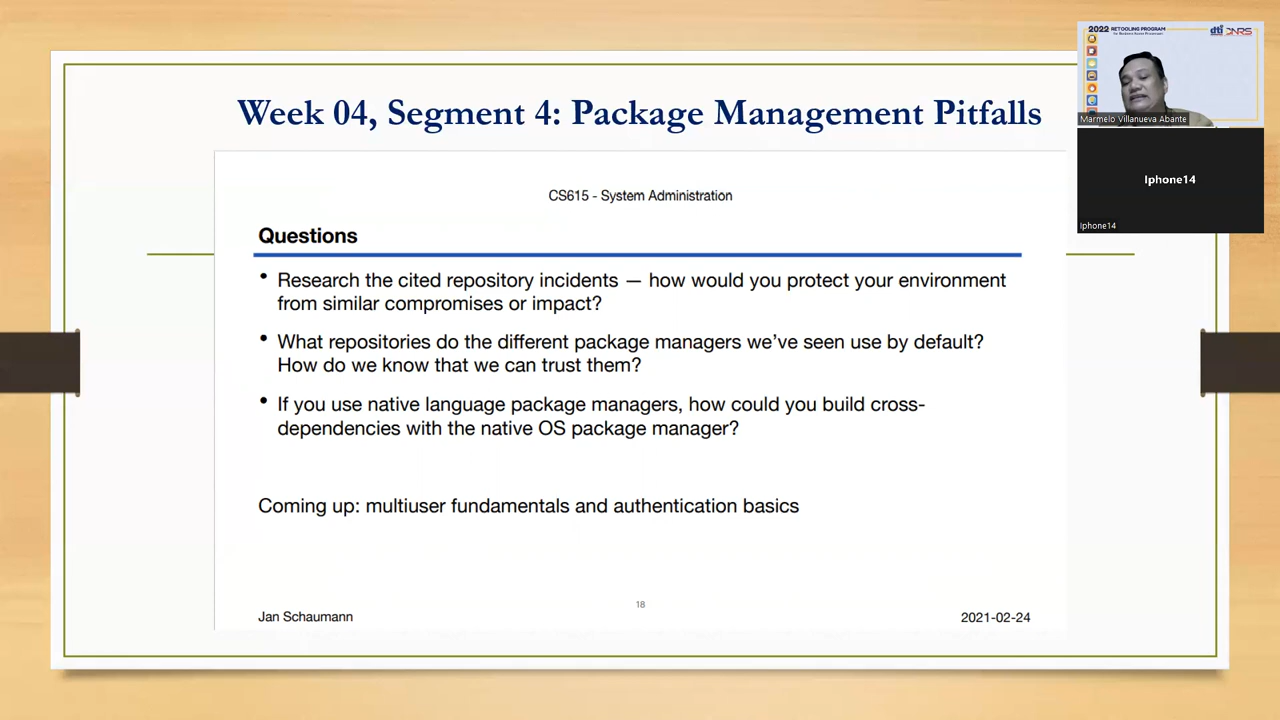 Week 04, Segment 4: Package Management Pitfalls
CS615 - System Administration
Questions
• Research the cited repository incidents — how would you protect your environment
from similar compromises or impact?
• What repositories do the different package managers we've seen use by default?
How do we know that we can trust them?
• If you use native language package managers, how could you build cross-
dependencies with the native OS package manager?
Coming up: multiuser fundamentals and authentication basics
18
Jan Schaumann
2021-02-24
2022 RETOOLING PROGRAM
dti
Marmelo Villanueva Abante
Iphone14
Iphone14